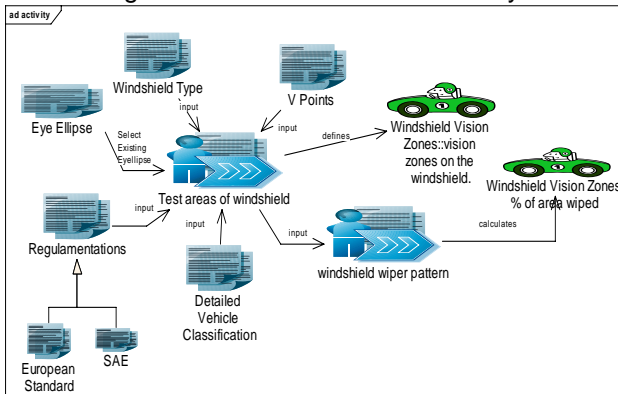 ad activity
Windshield Type
V Points
Eye Ellipse
input
input
Select
Existing
Eyellipse
defines
Windshield Vision
Zones::vision
zones on the
windshield.
Windshield Vision Zones
% of area wiped
Test areas of windshield
input
input
input
calculates
Regulamentations
windshield wiper pattern
Detailed
Vehicle
Classification
European
Standard
SAE